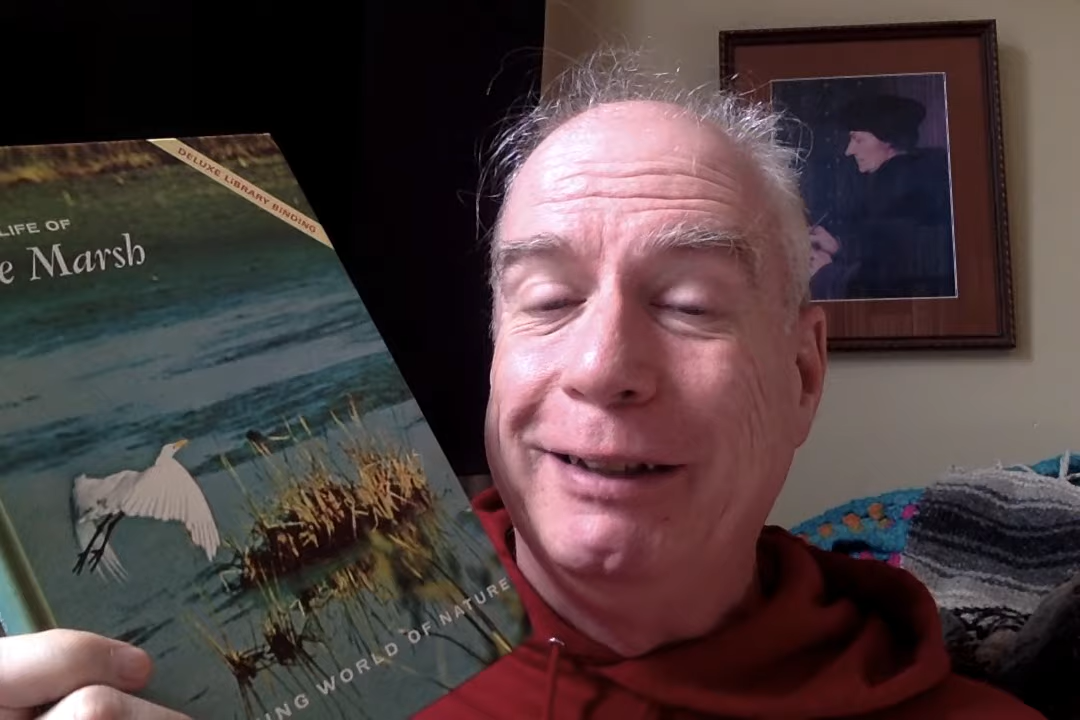 DELUXE LIBRARY BINDING
LIFE OF
e Marsh
ING WORLD OF NATURE